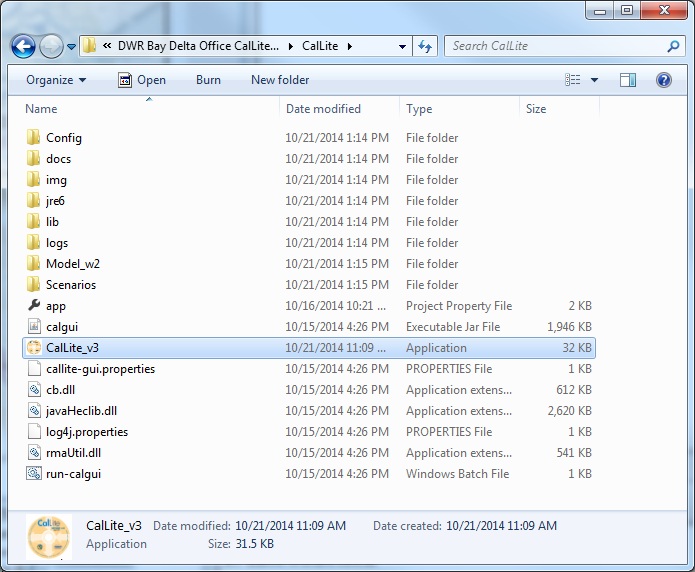 « DWR Bay Delta Office CalLite... ▸ CalLite ▸ Search CalLite
Organize ▾ Open Burn New folder
Name Date modified Type Size
Config 10/21/2014 1:14 PM File folder
docs 10/21/2014 1:14 PM File folder
img 10/21/2014 1:14 PM File folder
jre6 10/21/2014 1:14 PM File folder
lib 10/21/2014 1:14 PM File folder
logs 10/21/2014 1:14 PM File folder
Model_w2 10/21/2014 1:15 PM File folder
Scenarios 10/21/2014 1:15 PM File folder
app 10/16/2014 10:21 ... Project Property File 2 KB
calgui 10/15/2014 4:26 PM Executable Jar File 1,946 KB
CalLite_v3 10/21/2014 11:09 ... Application 32 KB
callite-gui.properties 10/15/2014 4:26 PM PROPERTIES File 1 KB
cb.dll 10/15/2014 4:26 PM Application extens... 612 KB
javaHeclib.dll 10/15/2014 4:26 PM Application extens... 2,620 KB
log4j.properties 10/15/2014 4:26 PM PROPERTIES File 1 KB
rmaUtil.dll 10/15/2014 4:26 PM Application extens... 541 KB
run-calgui 10/15/2014 4:26 PM Windows Batch File 1 KB
CalLite
CalLite_v3 Date modified: 10/21/2014 11:09 AM Date created: 10/21/2014 11:09 AM
Application Size: 31.5 KB